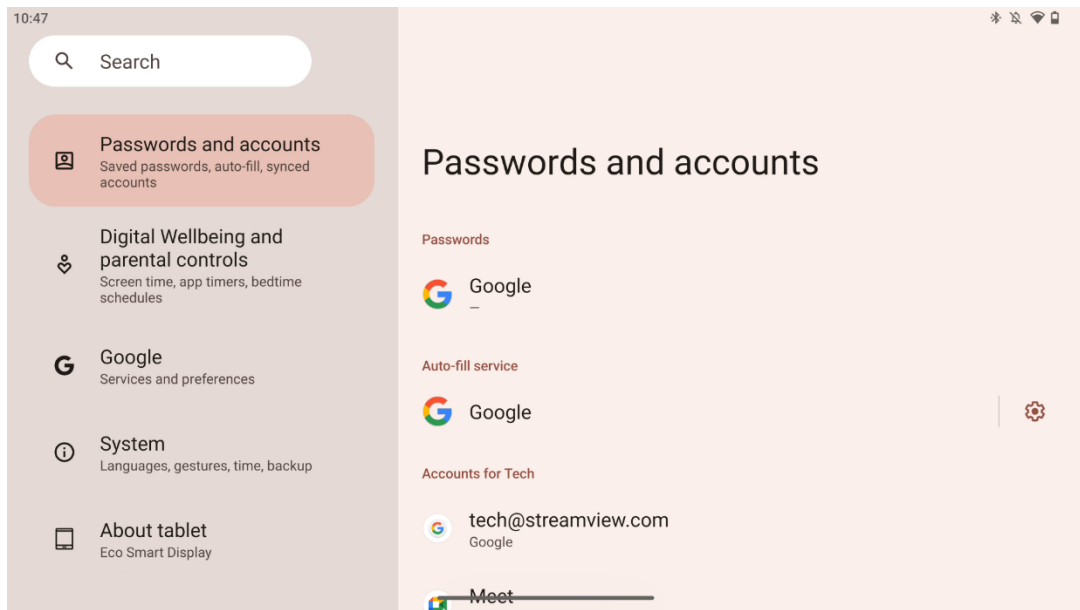 10:47
Search
Passwords and accounts
Saved passwords, auto-fill, synced
accounts
Digital Wellbeing and
parental controls
Screen time, app timers, bedtime
schedules
Google
Services and preferences
System
Languages, gestures, time, backup
About tablet
Eco Smart Display
Passwords and accounts
Passwords
Google
—
Auto-fill service
Google
Accounts for Tech
tech@streamview.com
Google
Meet